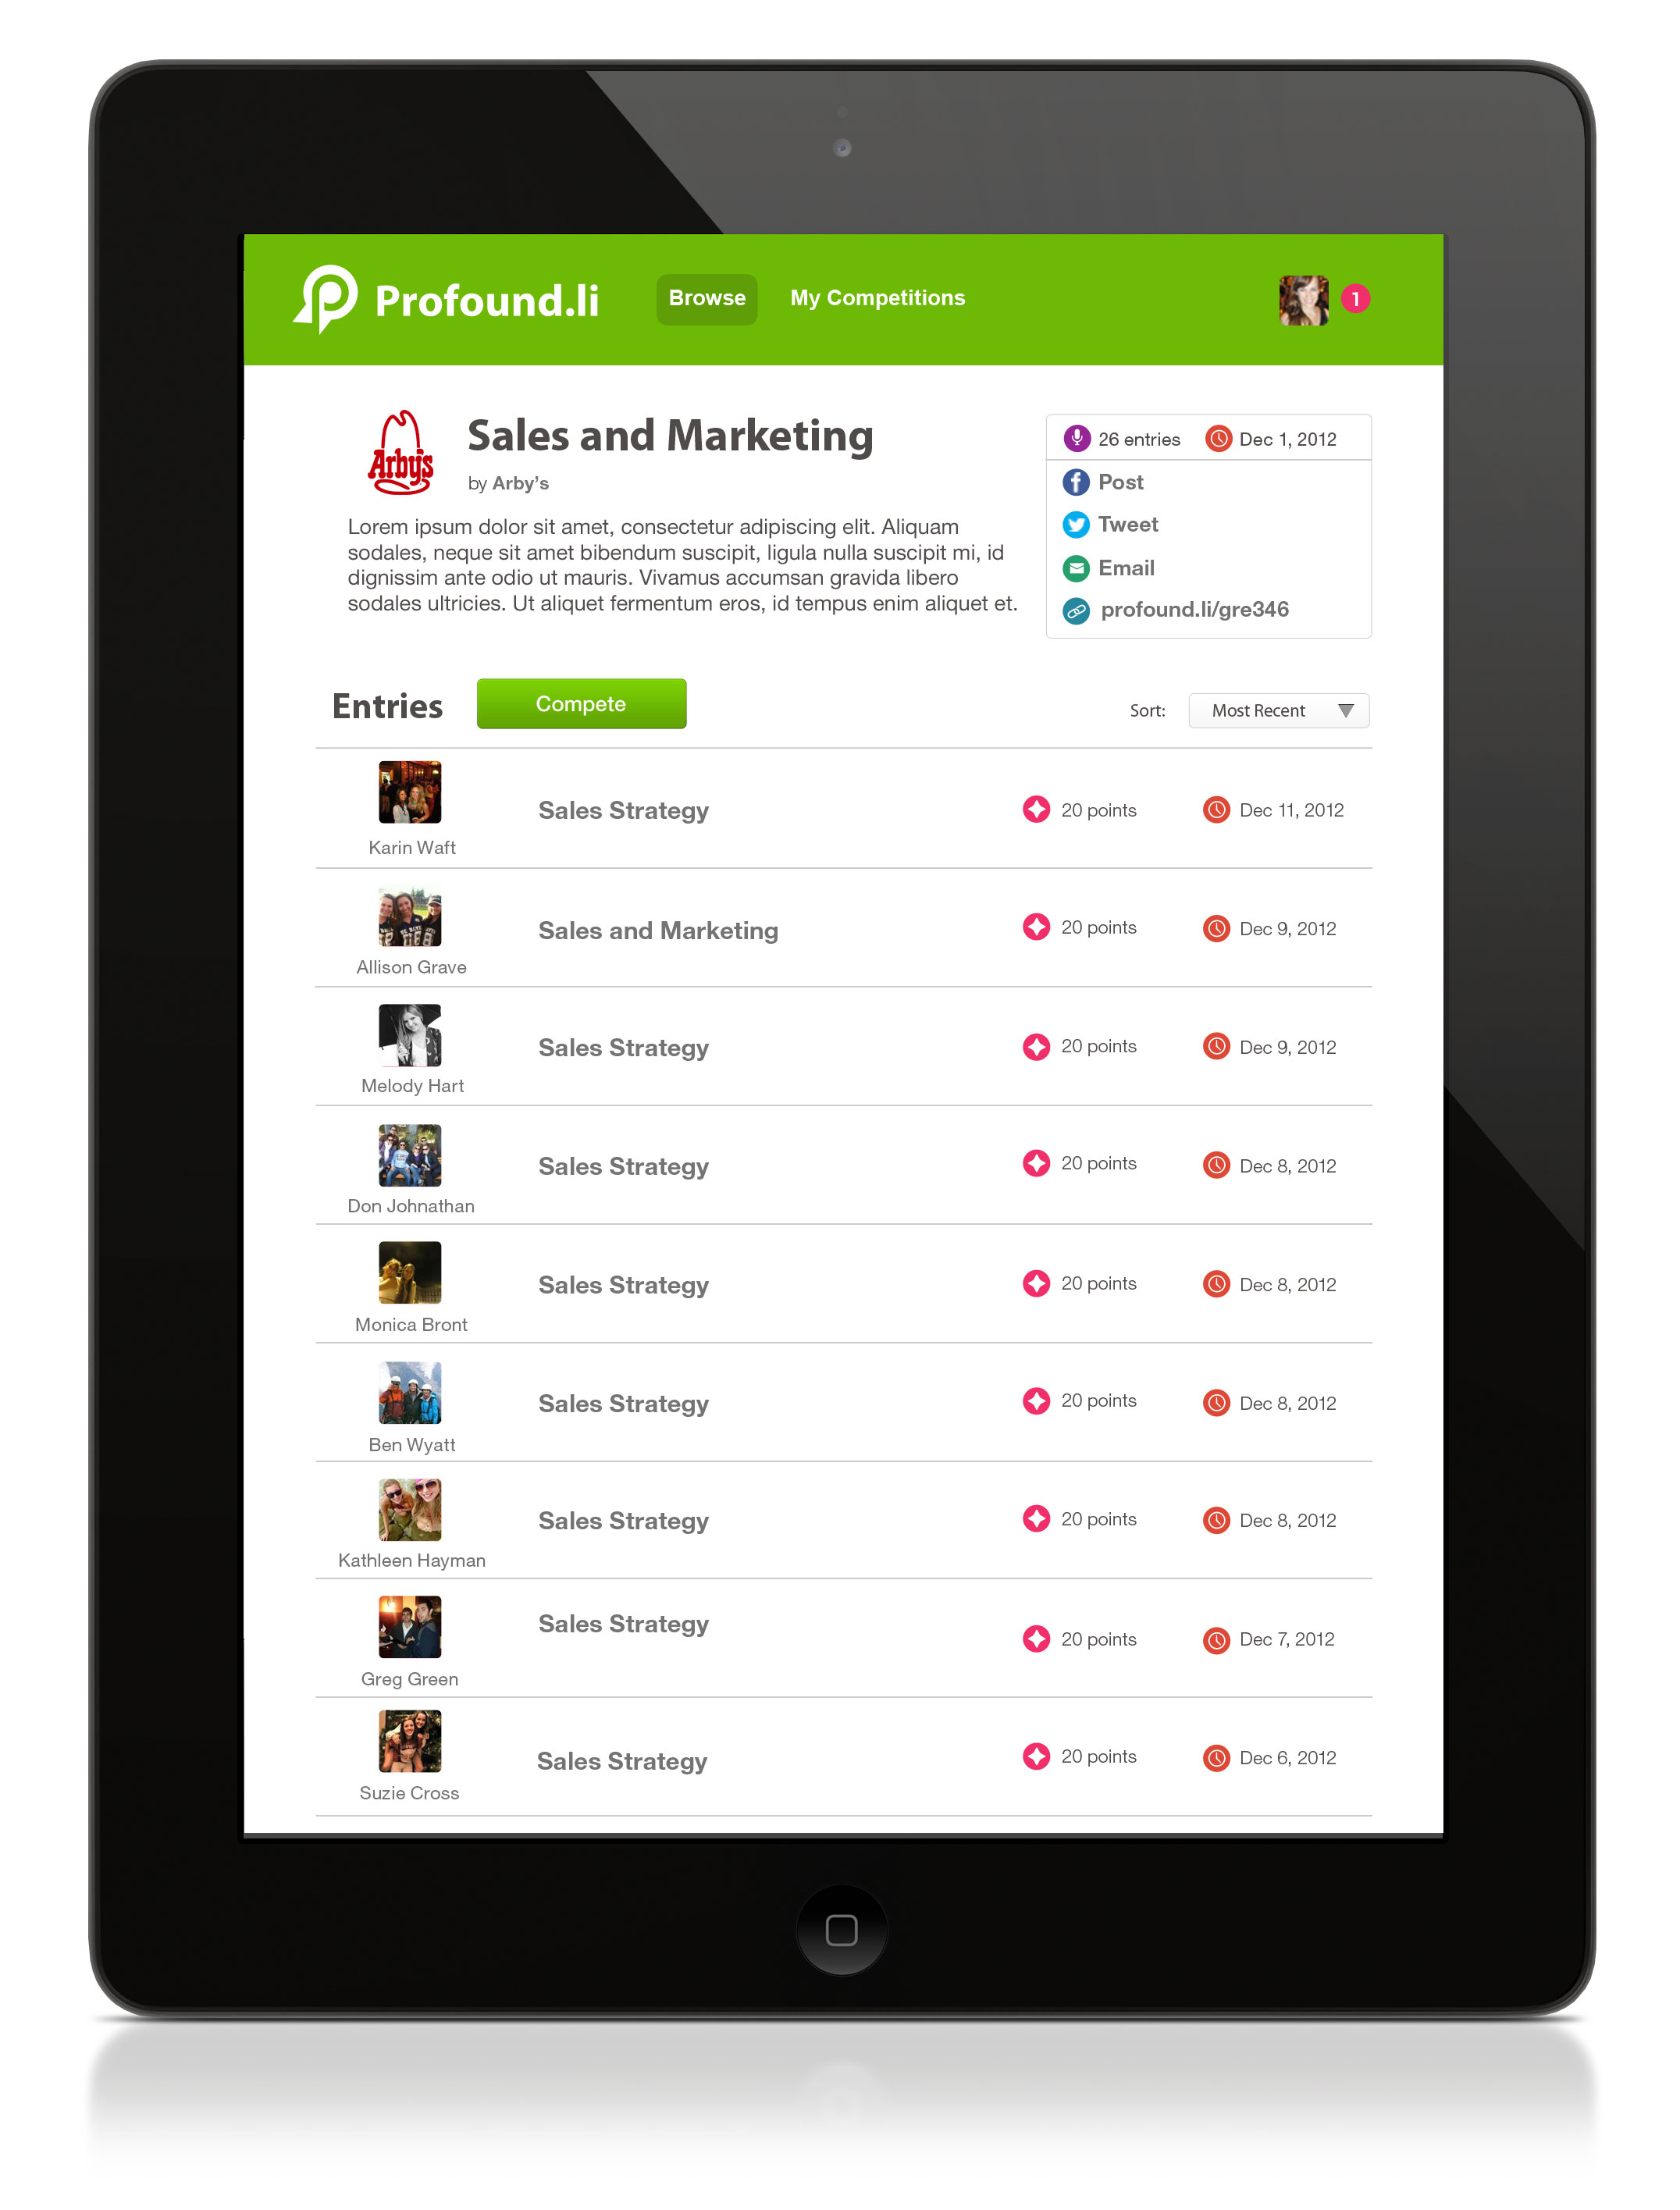 Profound.li
Browse
My Competitions
1
Arby's
Sales and Marketing
by Arby's
26 entries
Dec 1, 2012
Post
Tweet
Email
profound.li/gre346
Lorem ipsum dolor sit amet, consectetur adipiscing elit. Aliquam
sodales, neque sit amet bibendum suscipit, ligula nulla suscipit mi, id
dignissim ante odio ut mauris. Vivamus accumsan gravida libero
sodales ultricies. Ut aliquet fermentum eros, id tempus enim aliquet et.
Entries
Compete
Sort:
Most Recent
Karin Waft
Sales Strategy
20 points
Dec 11, 2012
Allison Grave
Sales and Marketing
20 points
Dec 9, 2012
Melody Hart
Sales Strategy
20 points
Dec 9, 2012
Don Johnathan
Sales Strategy
20 points
Dec 8, 2012
Monica Bront
Sales Strategy
20 points
Dec 8, 2012
Ben Wyatt
Sales Strategy
20 points
Dec 8, 2012
Kathleen Hayman
Sales Strategy
20 points
Dec 8, 2012
Greg Green
Sales Strategy
20 points
Dec 7, 2012
Suzie Cross
Sales Strategy
20 points
Dec 6, 2012